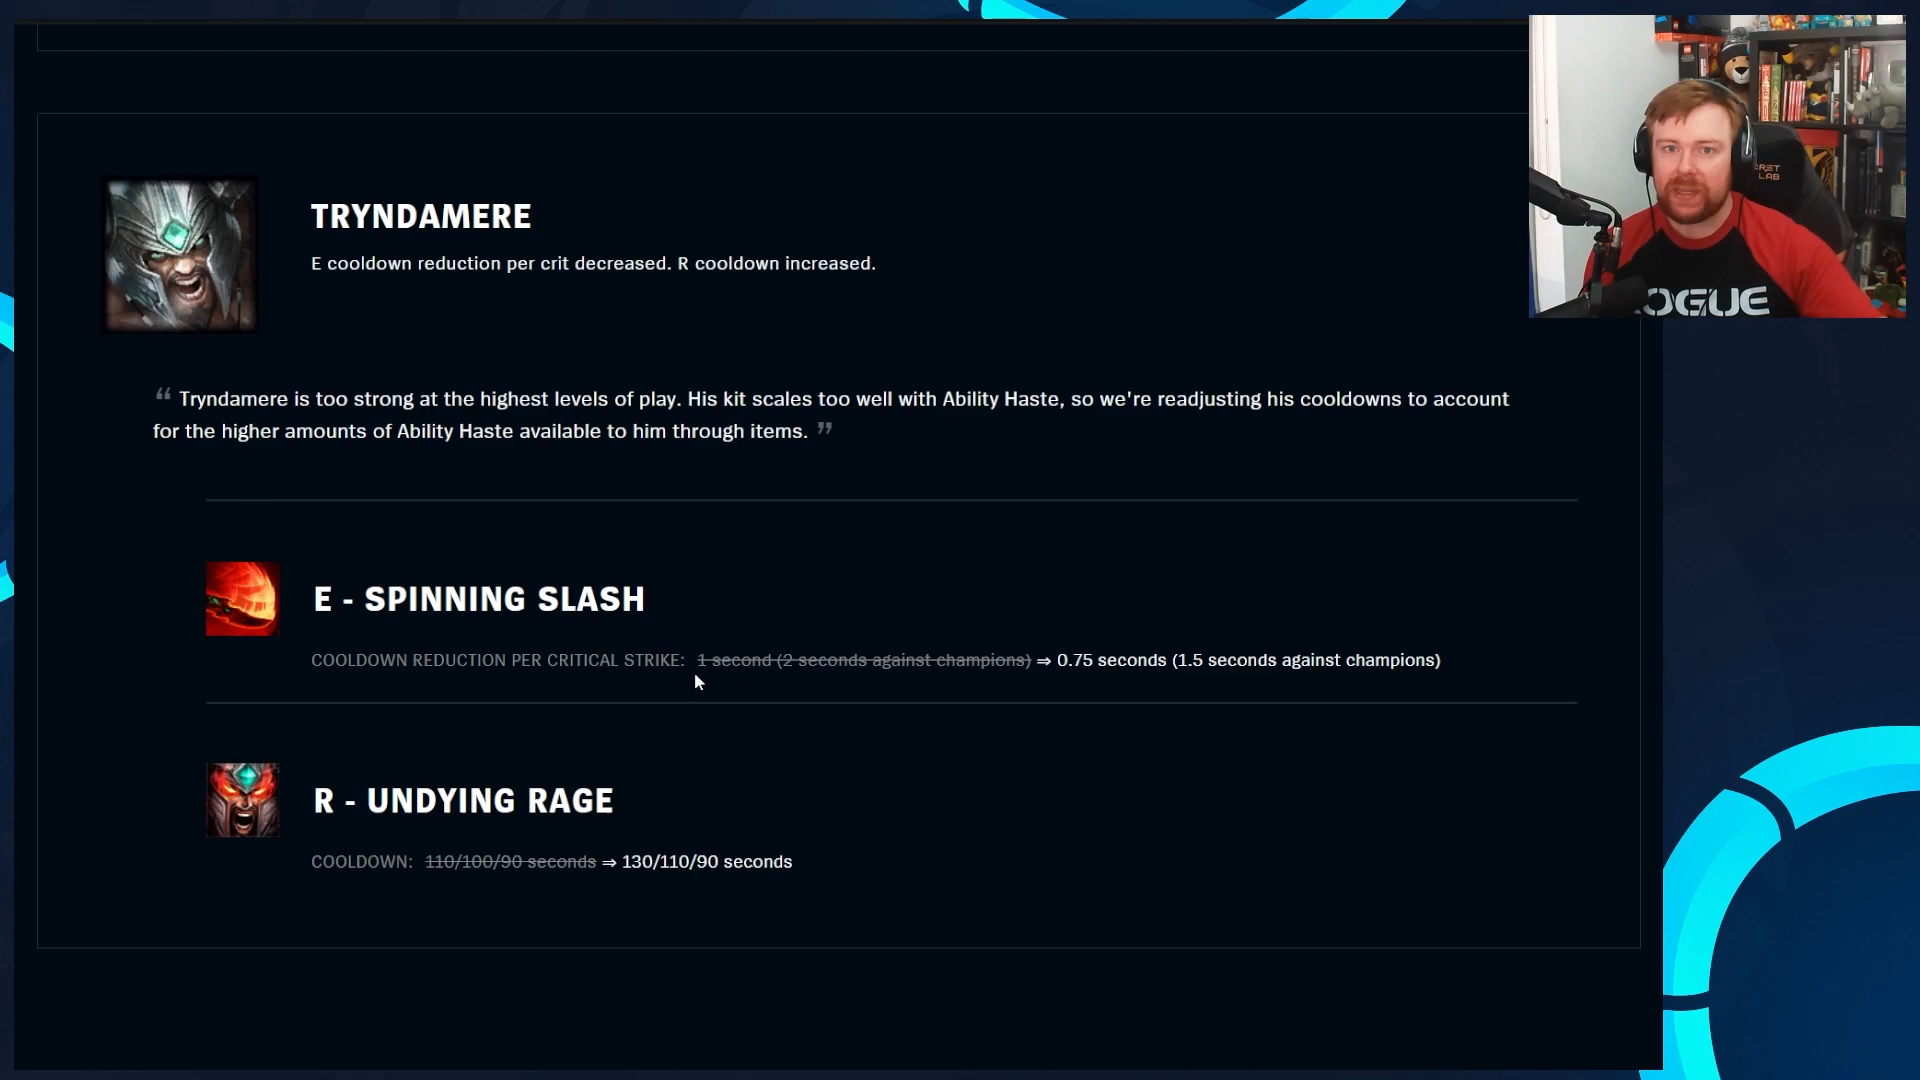 TRYNDAMERE
E cooldown reduction per crit decreased. R cooldown increased.
“ Tryndamere is too strong at the highest levels of play. His kit scales too well with Ability Haste, so we're readjusting his cooldowns to account
for the higher amounts of Ability Haste available to him through items. ”
E - SPINNING SLASH
COOLDOWN REDUCTION PER CRITICAL STRIKE: 1 second (2 seconds against champions) ⇒ 0.75 seconds (1.5 seconds against champions)
R - UNDYING RAGE
COOLDOWN: 110/100/90 seconds ⇒ 130/110/90 seconds
RET
LAB
OGUE